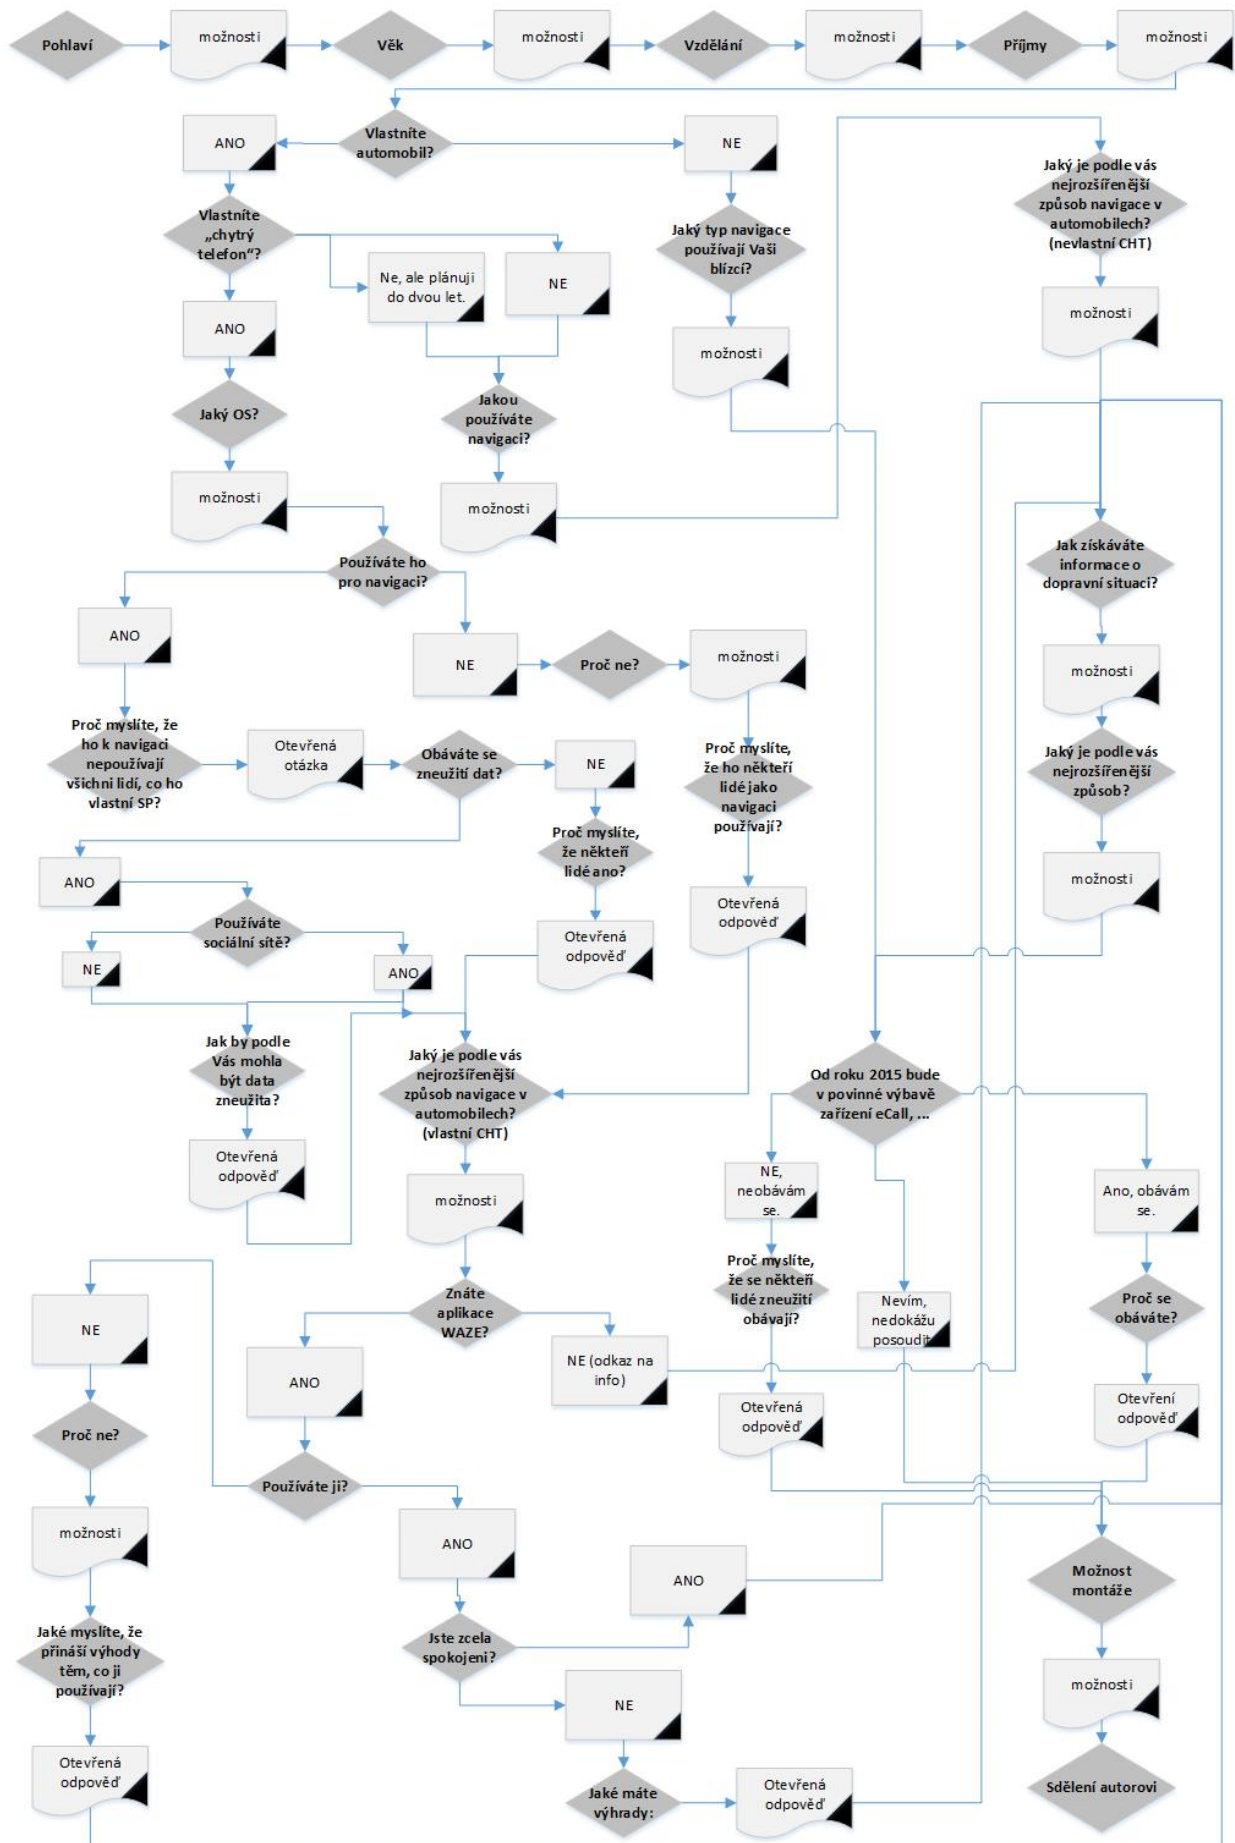 Pohlaví
možnosti
Věk
možnosti
Vzdělání
možnosti
Příjmy
možnosti
ANO
Vlastníte
automobil?
NE
Jaký je podle vás
nejrozšířenější
způsob navigace v
automobilech?
(nevlastní CHT)
Vlastníte
„chytrý
telefon“?
Jaký typ navigace
používají Vaši
blízcí?
Ne, ale plánuji
do dvou let.
NE
ANO
možnosti
možnosti
Jaký OS?
Jakou
používáte
navigaci?
možnosti
možnosti
Používáte ho
pro navigaci?
Jak získáváte
informace o
dopravní situaci?
ANO
NE
Proč ne?
možnosti
možnosti
Proč myslíte, že
ho k navigaci
nepoužívají
všichni lidí, co ho
vlastní SP?
Otevřená
otázka
Obáváte se
zneužití dat?
NE
Proč myslíte,
že ho někteří
lidé jako
navigaci
používají?
Jaký je podle vás
nejrozšířenější
způsob?
Proč myslíte,
že někteří
lidé ano?
ANO
možnosti
Používáte
sociální sítě?
Otevřená
odpověď
Otevřená
odpověď
NE
ANO
Jak by podle
Vás mohla
být data
zneužita?
Jaký je podle vás
nejrozšířenější
způsob navigace v
automobilech?
(vlastní CHT)
Od roku 2015 bude
v povinné výbavě
zařízení eCall, ...
Otevřená
odpověď
možnosti
NE,
neobávám
se.
Ano, obávám
se.
Proč myslíte,
že se někteří
lidé zneužití
obávají?
Znáte
aplikace
WAZE?
Nevím,
nedokážu
posoudit
Proč se
obáváte?
NE
ANO
NE (odkaz na
info)
Otevřená
odpověď
Otevření
odpověď
Proč ne?
Používáte ji?
možnosti
ANO
ANO
Možnost
montáže
Jaké myslíte, že
přináší výhody
těm, co ji
používají?
Jste zcela
spokojeni?
NE
možnosti
Otevřená
odpověď
Jaké máte
výhrady:
Otevřená
odpověď
Sdělení autorovi